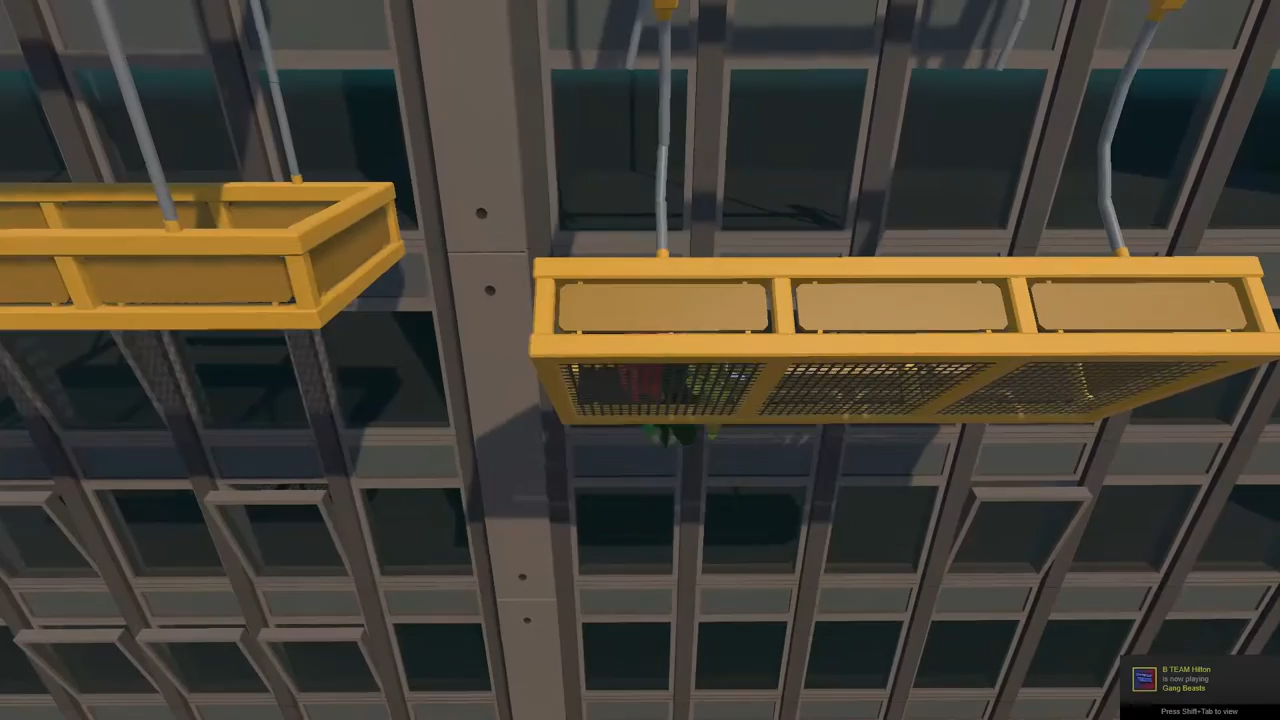 B TEAM Hilton
is now playing
Gang Beasts
Press Shift+Tab to view